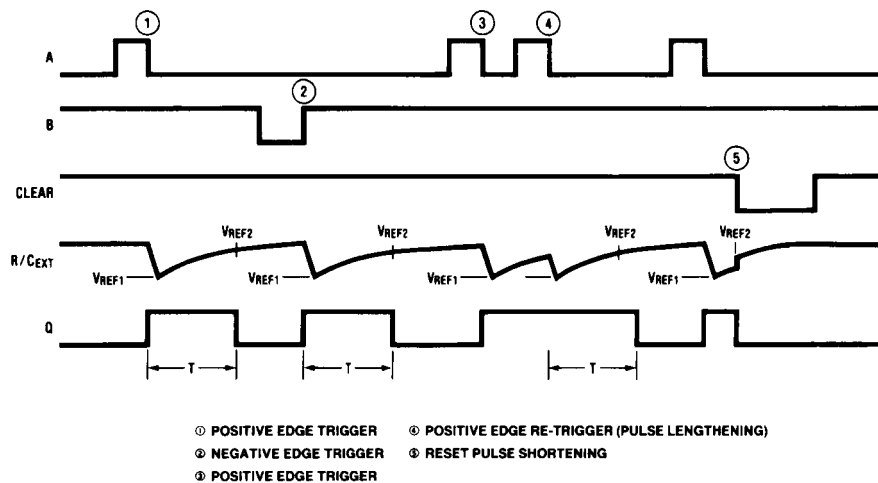 ① ③ ④
A
②
B
⑤
CLEAR
VREF2 VREF2 VREF2 VREF2
R/CEXT
VREF1 VREF1 VREF1 VREF1
Q
T T T
① POSITIVE EDGE TRIGGER ④ POSITIVE EDGE RE-TRIGGER (PULSE LENGTHENING)
② NEGATIVE EDGE TRIGGER ⑤ RESET PULSE SHORTENING
③ POSITIVE EDGE TRIGGER